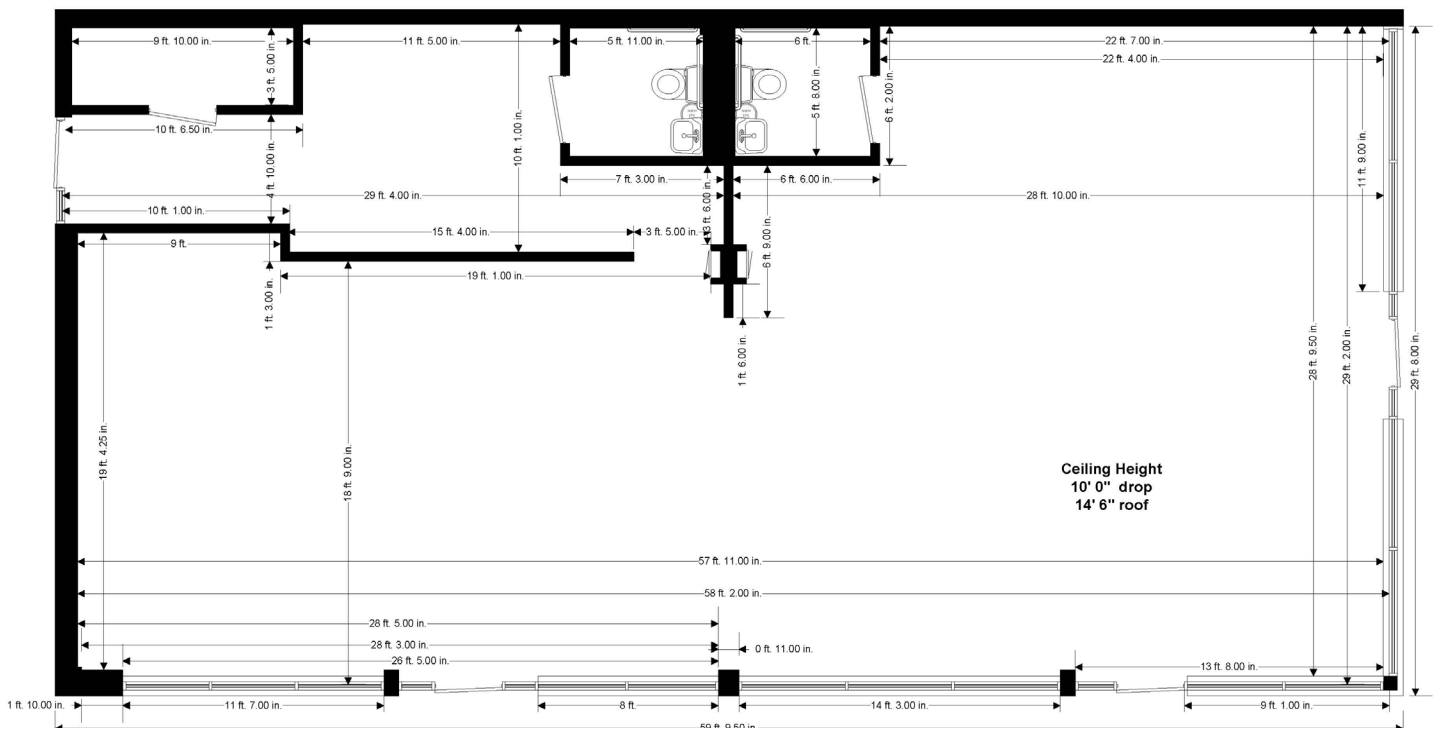 9 ft. 10.00 in.
11 ft. 5.00 in.
5 ft. 11.00 in.
6 ft.
22 ft. 7.00 in.
22 ft. 4.00 in.
3 ft. 5.00 in.
5 ft. 8.00 in.
6 ft. 2.00 in.
10 ft. 6.50 in.
10 ft. 1.00 in.
11 ft. 9.00 in.
4 ft. 10.00 in.
7 ft. 3.00 in.
6 ft. 6.00 in.
29 ft. 4.00 in.
3 ft. 6.00 in.
28 ft. 10.00 in.
10 ft. 1.00 in.
15 ft. 4.00 in.
3 ft. 5.00 in.
9 ft.
6 ft. 9.00 in.
19 ft. 1.00 in.
1 ft. 3.00 in.
1 ft. 6.00 in.
28 ft. 9.50 in.
29 ft. 2.00 in.
29 ft. 8.00 in.
19 ft. 4.25 in.
18 ft. 9.00 in.
Ceiling Height
10' 0" drop
14' 6" roof
57 ft. 11.00 in.
58 ft. 2.00 in.
28 ft. 5.00 in.
28 ft. 3.00 in.
0 ft. 11.00 in.
26 ft. 5.00 in.
13 ft. 8.00 in.
1 ft. 10.00 in.
11 ft. 7.00 in.
8 ft.
14 ft. 3.00 in.
9 ft. 1.00 in.
59 ft. 9.50 in.